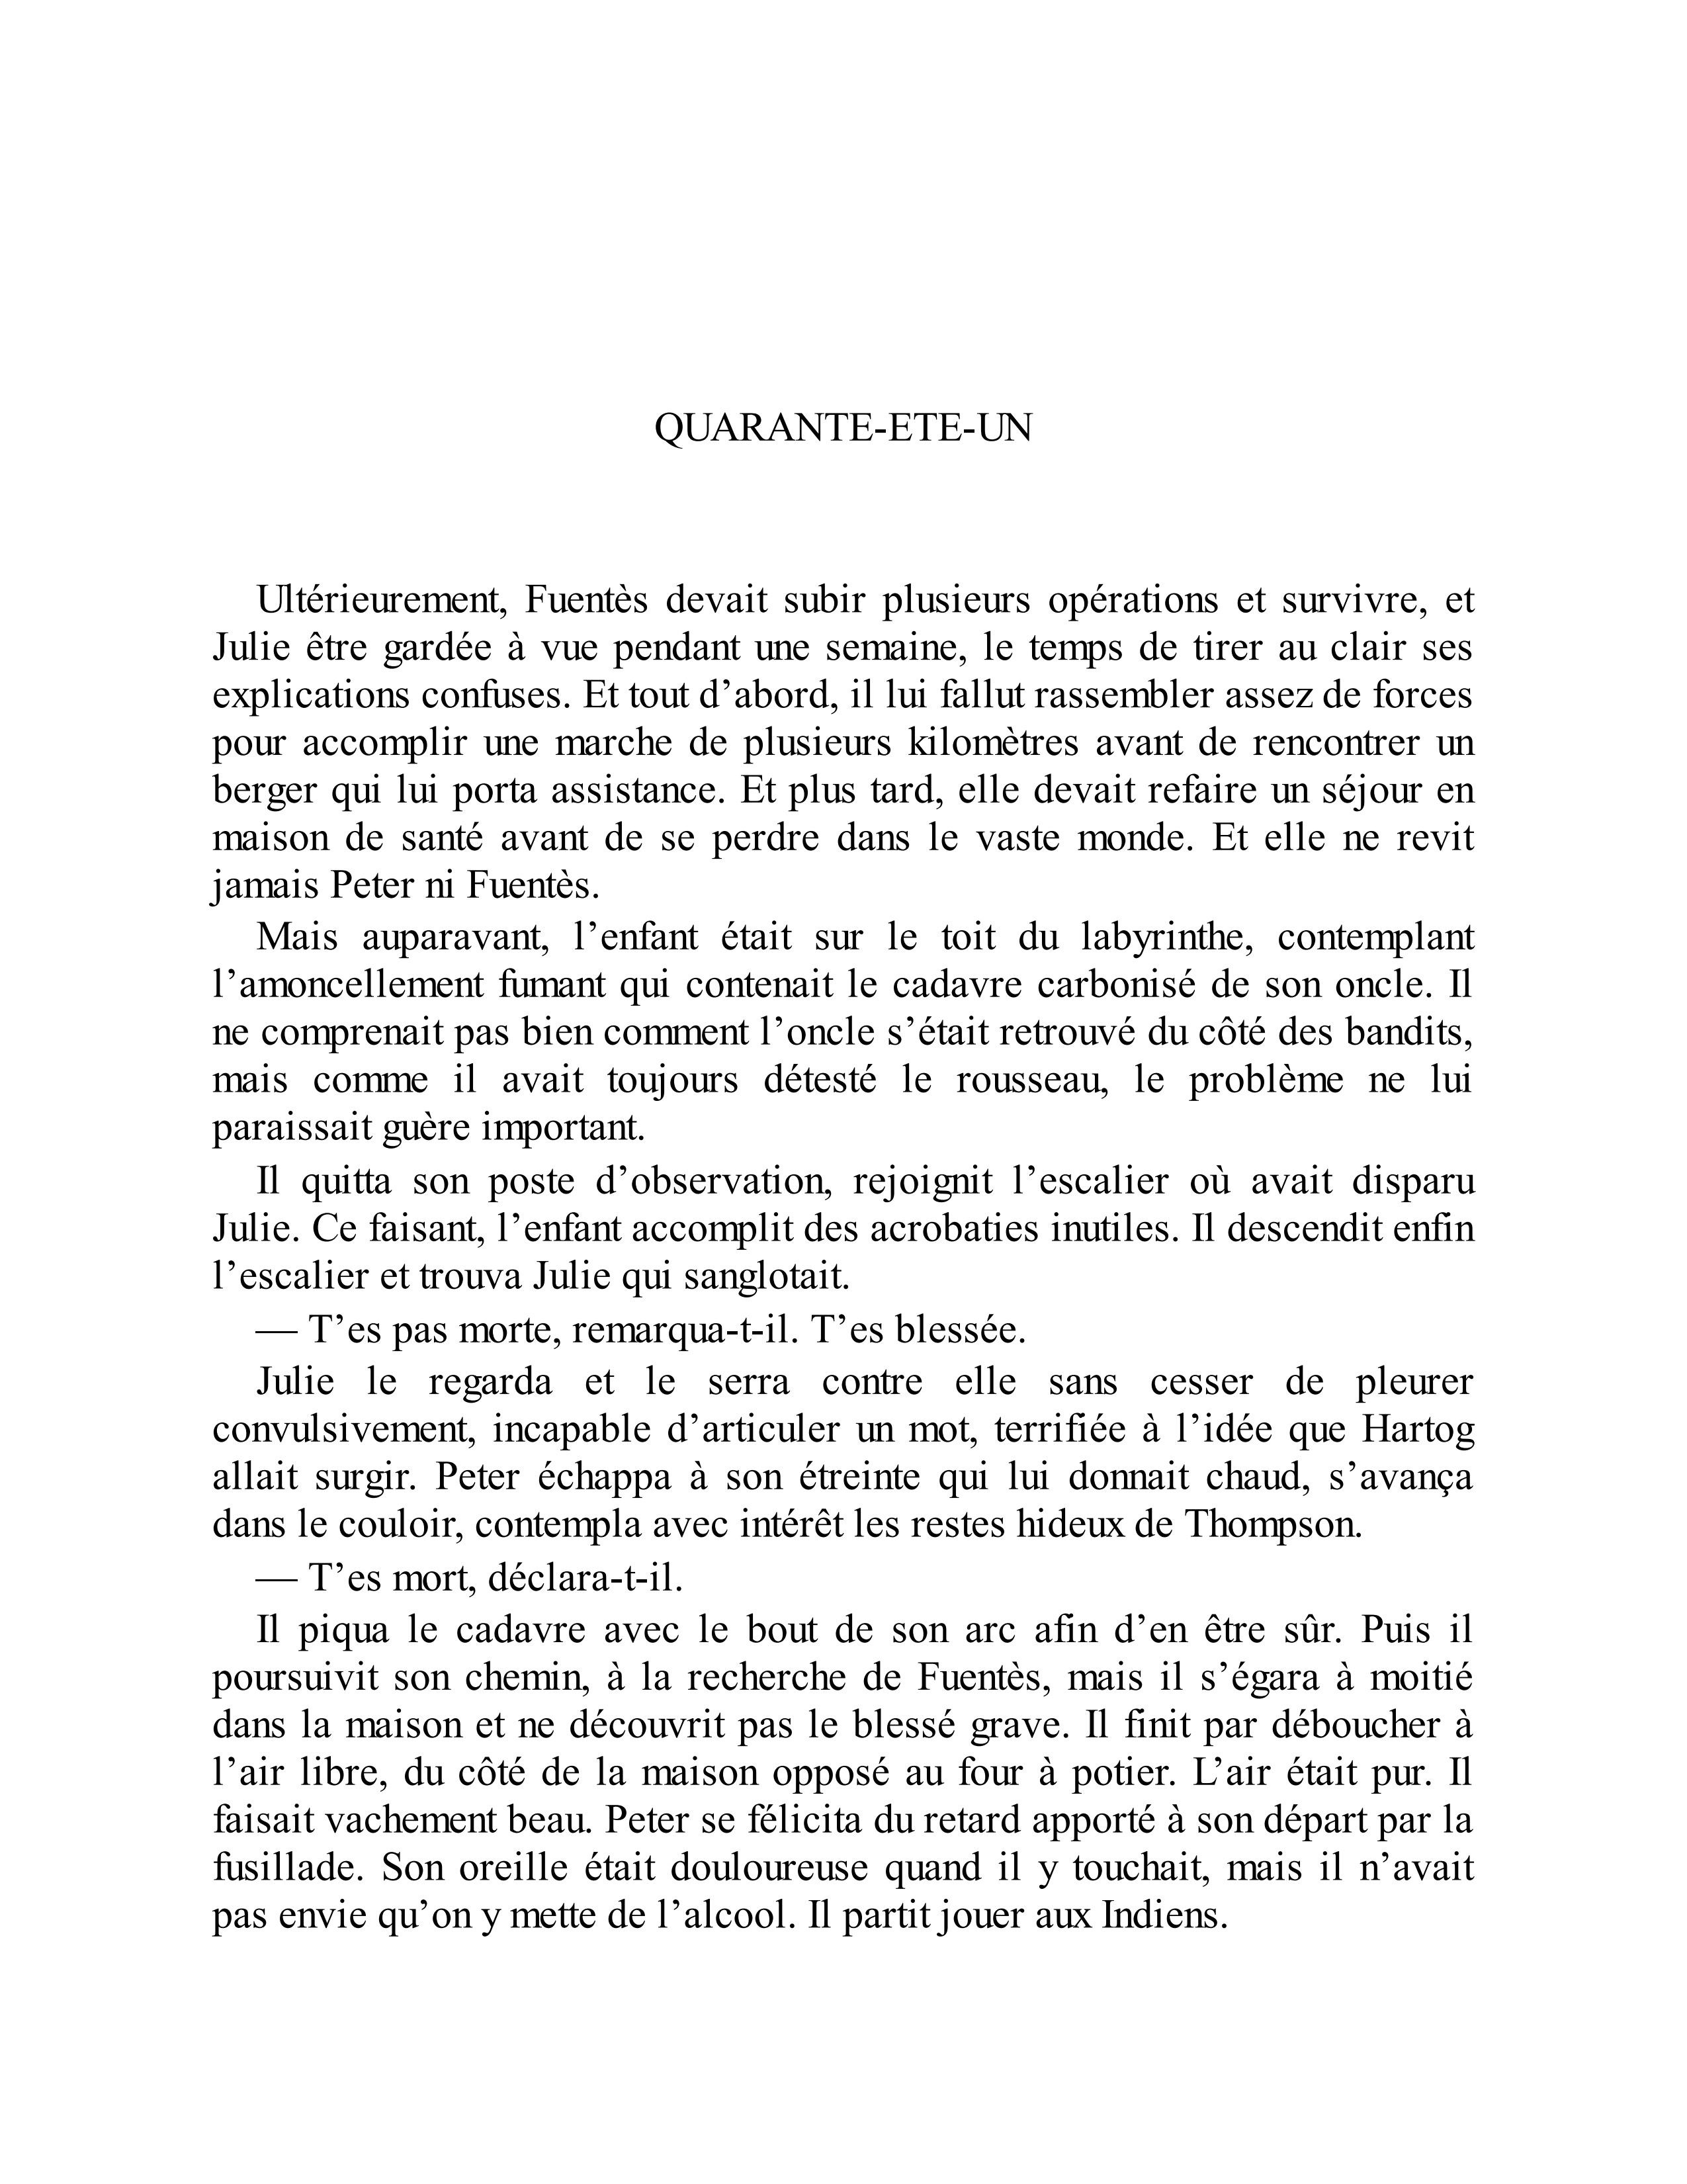 QUARANTE-ETE-UN
Ultérieurement, Fuentès devait subir plusieurs opérations et survivre, et
Julie être gardée à vue pendant une semaine, le temps de tirer au clair ses
explications confuses. Et tout d’abord, il lui fallut rassembler assez de forces
pour accomplir une marche de plusieurs kilomètres avant de rencontrer un
berger qui lui porta assistance. Et plus tard, elle devait refaire un séjour en
maison de santé avant de se perdre dans le vaste monde. Et elle ne revit
jamais Peter ni Fuentès.
Mais auparavant, l’enfant était sur le toit du labyrinthe, contemplant
l’amoncellement fumant qui contenait le cadavre carbonisé de son oncle. Il
ne comprenait pas bien comment l’oncle s’était retrouvé du côté des bandits,
mais comme il avait toujours détesté le rousseau, le problème ne lui
paraissait guère important.
Il quitta son poste d’observation, rejoignit l’escalier où avait disparu
Julie. Ce faisant, l’enfant accomplit des acrobaties inutiles. Il descendit enfin
l’escalier et trouva Julie qui sanglotait.
— T’es pas morte, remarqua-t-il. T’es blessée.
Julie le regarda et le serra contre elle sans cesser de pleurer
convulsivement, incapable d’articuler un mot, terrifiée à l’idée que Hartog
allait surgir. Peter échappa à son étreinte qui lui donnait chaud, s’avança
dans le couloir, contempla avec intérêt les restes hideux de Thompson.
— T’es mort, déclara-t-il.
Il piqua le cadavre avec le bout de son arc afin d’en être sûr. Puis il
poursuivit son chemin, à la recherche de Fuentès, mais il s’égara à moitié
dans la maison et ne découvrit pas le blessé grave. Il finit par déboucher à
l’air libre, du côté de la maison opposé au four à potier. L’air était pur. Il
faisait vachement beau. Peter se félicita du retard apporté à son départ par la
fusillade. Son oreille était douloureuse quand il y touchait, mais il n’avait
pas envie qu’on y mette de l’alcool. Il partit jouer aux Indiens.